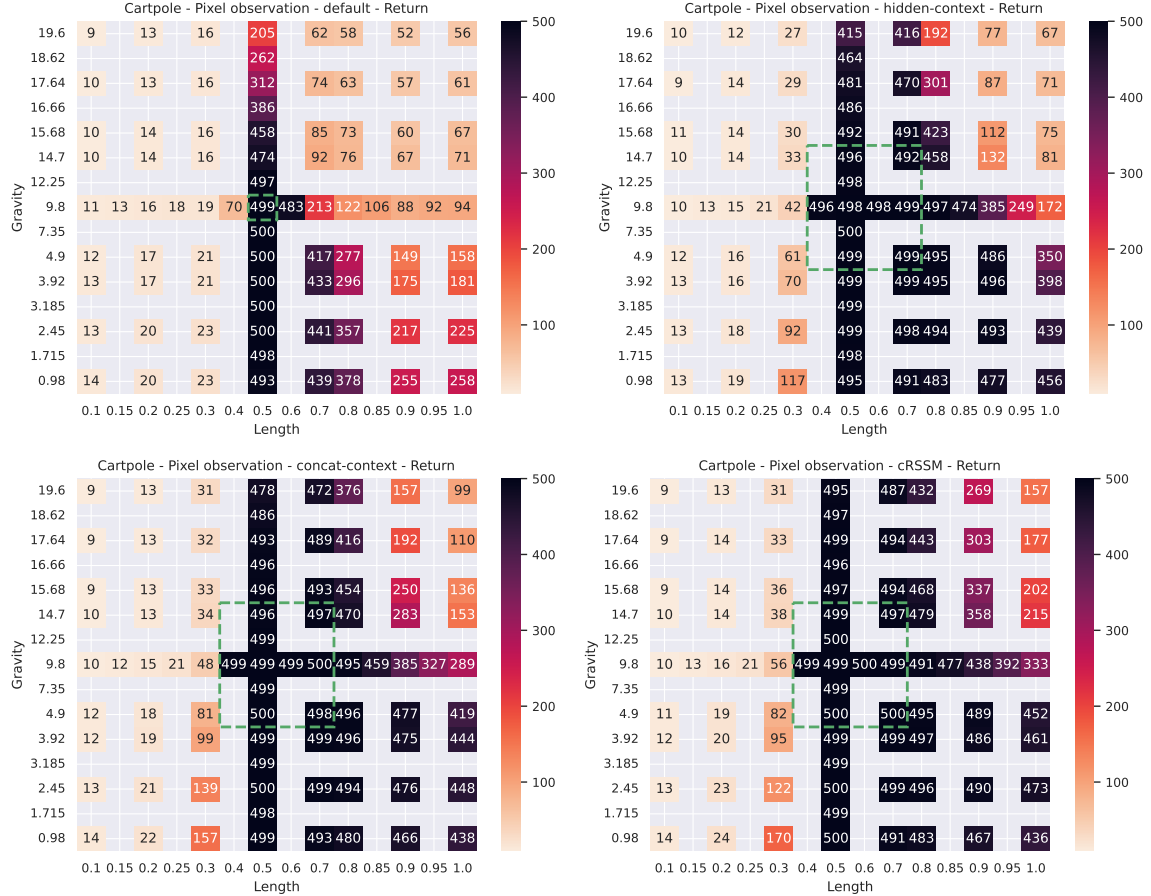 Cartpole - Pixel observation - default - Return
19.6 9 13 16 205 62 58 52 56
18.62 262
17.64 10 13 16 312 74 63 57 61
16.66 386
15.68 10 14 16 458 85 73 60 67
14.7 10 14 16 474 92 76 67 71
12.25 497
9.8 11 13 16 18 19 70 499 483 213 122 106 88 92 94
7.35 500
4.9 12 17 21 500 417 277 149 158
3.92 13 17 21 500 433 296 175 181
3.185 500
2.45 13 20 23 500 441 357 217 225
1.715 498
0.98 14 20 23 493 439 378 255 258
0.1 0.15 0.2 0.25 0.3 0.4 0.5 0.6 0.7 0.8 0.85 0.9 0.95 1.0
Length
Gravity
500
400
300
200
100
Cartpole - Pixel observation - hidden-context - Return
19.6 10 12 27 415 416 192 77 67
18.62 464
17.64 9 14 29 481 470 301 87 71
16.66 486
15.68 11 14 30 492 491 423 112 75
14.7 10 14 33 496 492 458 132 81
12.25 498
9.8 10 13 15 21 42 496 498 498 499 497 474 385 249 172
7.35 500
4.9 12 16 61 499 499 495 486 350
3.92 13 16 70 499 499 495 496 398
3.185 499
2.45 13 18 92 499 498 494 493 439
1.715 498
0.98 13 19 117 495 491 483 477 456
0.1 0.15 0.2 0.25 0.3 0.4 0.5 0.6 0.7 0.8 0.85 0.9 0.95 1.0
Length
Gravity
500
400
300
200
100
Cartpole - Pixel observation - concat-context - Return
19.6 9 13 31 478 472 376 157 99
18.62 486
17.64 9 13 32 493 489 416 192 110
16.66 496
15.68 9 13 33 496 493 454 250 136
14.7 10 13 34 496 497 470 283 153
12.25 499
9.8 10 12 15 21 48 499 499 499 500 495 459 385 327 289
7.35 499
4.9 12 18 81 500 498 496 477 419
3.92 12 19 99 499 499 496 475 444
3.185 499
2.45 13 21 139 500 499 494 476 448
1.715 498
0.98 14 22 157 499 493 480 466 438
0.1 0.15 0.2 0.25 0.3 0.4 0.5 0.6 0.7 0.8 0.85 0.9 0.95 1.0
Length
Gravity
500
400
300
200
100
Cartpole - Pixel observation - cRSSM - Return
19.6 9 13 31 495 487 432 269 157
18.62 497
17.64 9 14 33 499 494 443 303 177
16.66 499
15.68 9 14 36 497 494 468 337 202
14.7 10 14 38 499 497 479 358 215
12.25 500
9.8 10 13 16 21 56 499 499 500 499 491 477 438 392 333
7.35 499
4.9 11 19 82 500 500 495 489 452
3.92 12 20 95 499 499 497 486 461
3.185 499
2.45 13 23 122 500 499 496 490 473
1.715 499
0.98 14 24 170 500 491 483 467 436
0.1 0.15 0.2 0.25 0.3 0.4 0.5 0.6 0.7 0.8 0.85 0.9 0.95 1.0
Length
Gravity
500
400
300
200
100